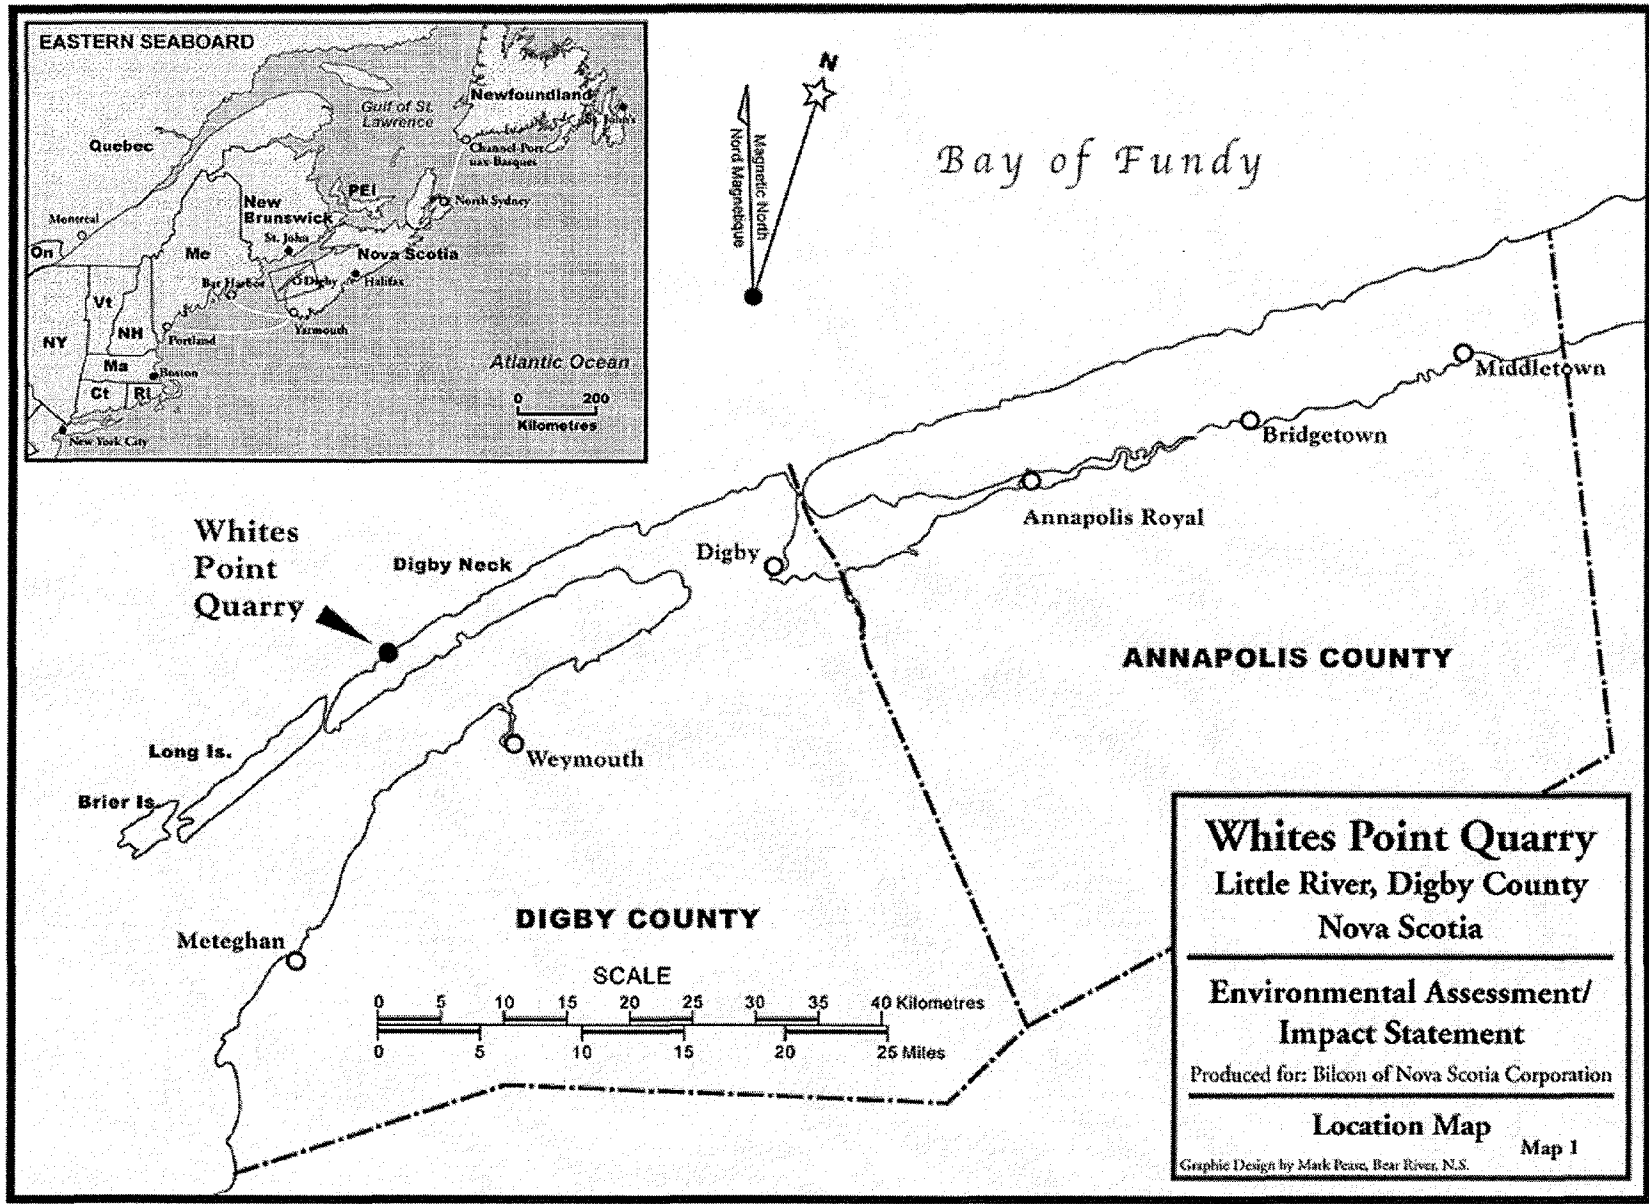 EASTERN SEABOARD
Gulf of St.
Lawrence
Newfoundland
St. John's
Quebec
Channel-Port
aux-Basques
PEI
North Sydney
New
Brunswick
Montreal
St. John
On
Me
Nova Scotia
Bar Harbor
Digby
Halifax
Vt
NH
Yarmouth
NY
Portland
Ma
Boston
Atlantic Ocean
Ct
RI
0 200
Kilometres
New York City
N
Magnetic North
Nord Magnetique
Bay of Fundy
Middletown
Bridgetown
Annapolis Royal
Whites
Point
Quarry
Digby Neck
Digby
ANNAPOLIS COUNTY
Long Is.
Weymouth
Brier Is.
DIGBY COUNTY
Meteghan
SCALE
0 5 10 15 20 25 30 35 40 Kilometres
0 5 10 15 20 25 Miles
Whites Point Quarry
Little River, Digby County
Nova Scotia
Environmental Assessment/
Impact Statement
Produced for: Bilcon of Nova Scotia Corporation
Location Map
Map 1
Graphic Design by Mark Pease, Bear River, N.S.